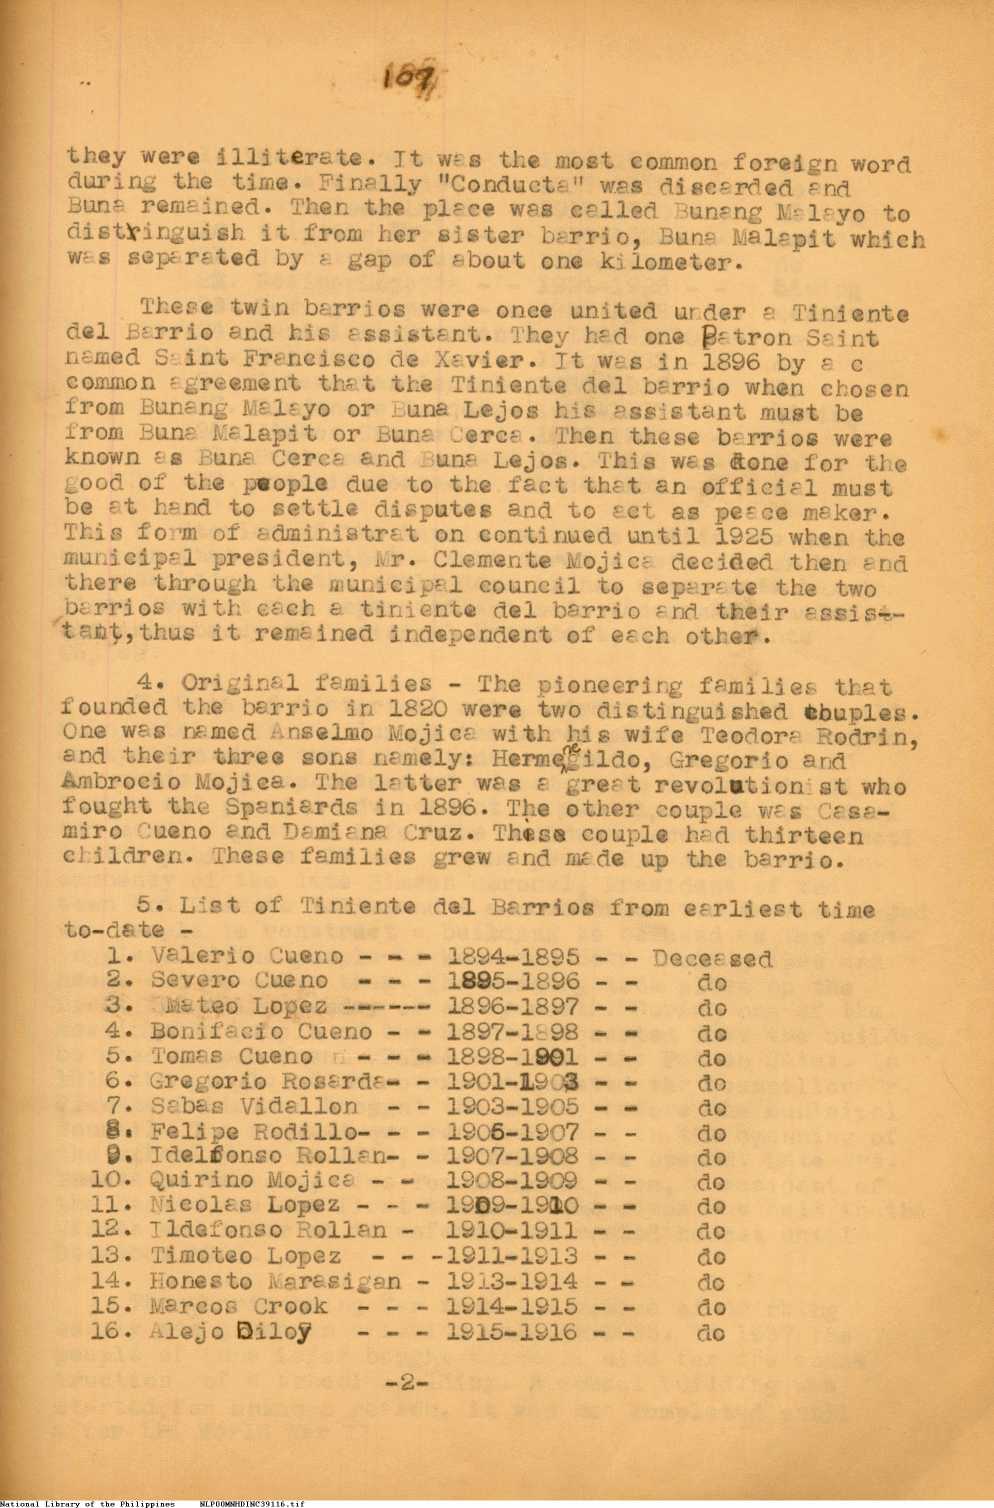 107
they were illiterate. It was the most common foreign word
during the time. Finally "Conducta" was discarded and
Buna remained. Then the place was called Bunang Malayo to
distringuish it from her sister barrio, Buna Malapit which
was separated by a gap of about one kilometer.
These twin barrios were once united under a Tiniente
del Barrio and his assistant. They had one Patron Saint
named Saint Francisco de Xavier. It was in 1896 by a c
common agreement that the Tiniente del barrio when chosen
from Bunang Malayo or Buna Lejos his assistant must be
from Buna Malapit or Buna Cerca. Then these barrios were
known as Buna Cerca and Buna Lejos. This was done for the
good of the people due to the fact that an official must
be at hand to settle disputes and to act as peace maker.
This form of administrat on continued until 1925 when the
municipal president, Mr. Clemente Mojica decided then and
there through the municipal council to separate the two
barrios with each a tiniente del barrio and their assis-
tant, thus it remained independent of each other.
4. Original families - The pioneering families that
founded the barrio in 1820 were two distinguished couples.
One was named Anselmo Mojica with his wife Teodora Rodrin,
and their three sons namely: Hermenegildo, Gregorio and
Ambrocio Mojica. The latter was a great revolutionist who
fought the Spaniards in 1896. The other couple was Casa-
miro Cueno and Damiana Cruz. These couple had thirteen
children. These families grew and made up the barrio.
5. List of Tiniente del Barrios from earliest time
to-date -
1. Valerio Cueno - - - 1894-1895 - - Deceased
2. Severo Cueno - - - 1895-1896 - - do
3. Mateo Lopez ------ 1896-1897 - - do
4. Bonifacio Cueno - - 1897-1898 - - do
5. Tomas Cueno - - - 1898-1901 - - do
6. Gregorio Rosarda- - 1901-1903 - - do
7. Sabas Vidallon - - 1903-1905 - - do
8. Felipe Rodillo- - - 1906-1907 - - do
9. Idelfonso Rollan- - 1907-1908 - - do
10. Quirino Mojica - - 1908-1909 - - do
11. Nicolas Lopez - - - 1909-1910 - - do
12. Ildefonso Rollan - 1910-1911 - - do
13. Timoteo Lopez - - -1911-1913 - - do
14. Honesto Marasigan - 1913-1914 - - do
15. Marcos Crook - - - 1914-1915 - - do
16. Alejo Diloy - - - 1915-1916 - - do
-2-
National Library of the Philippines NLPOOMNHDINC39116.tif